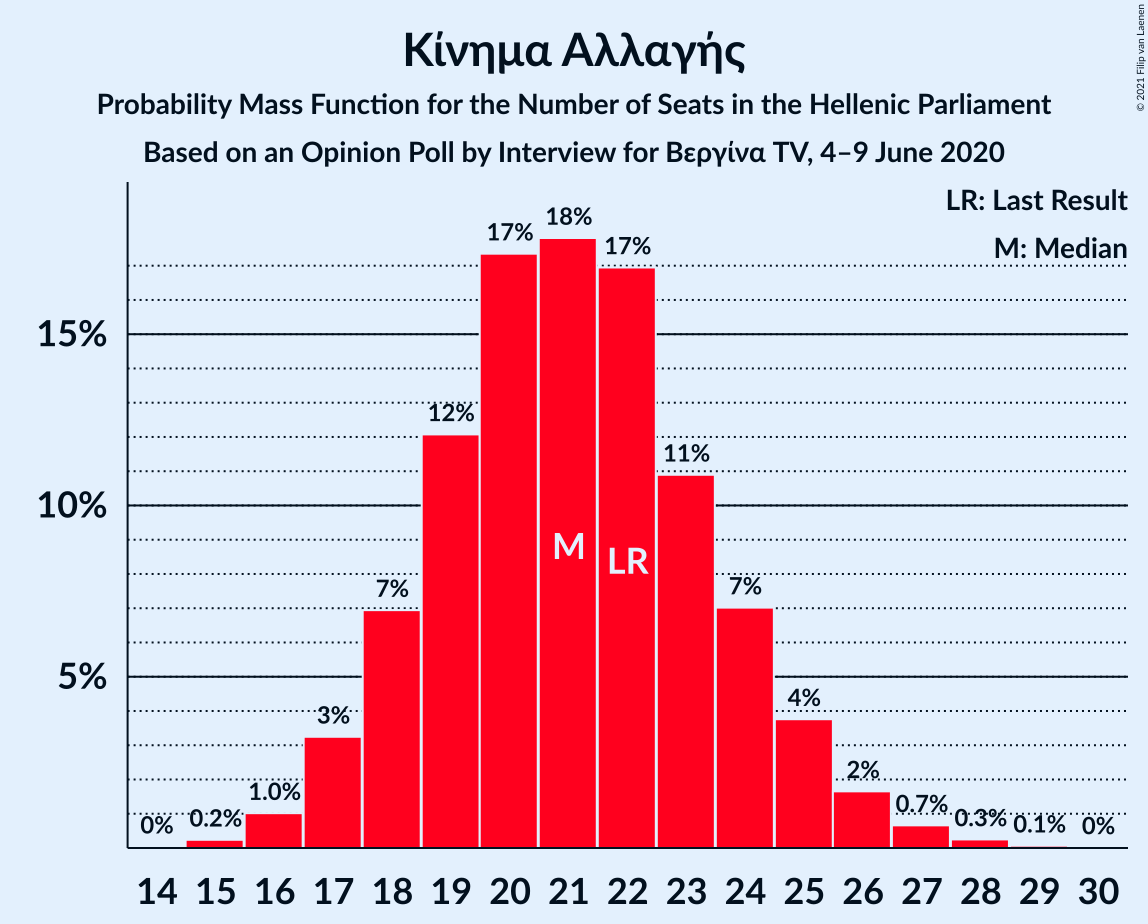 © 2021 Filip van Laenen
Κίνημα Αλλαγής
Probability Mass Function for the Number of Seats in the Hellenic Parliament
Based on an Opinion Poll by Interview for Βεργίνα TV, 4–9 June 2020
LR: Last Result
M: Median
15%
10%
5%
0%
0.2%
1.0%
3%
7%
12%
17%
18%
17%
11%
7%
4%
2%
0.7%
0.3%
0.1%
0%
M
LR
14 15 16 17 18 19 20 21 22 23 24 25 26 27 28 29 30